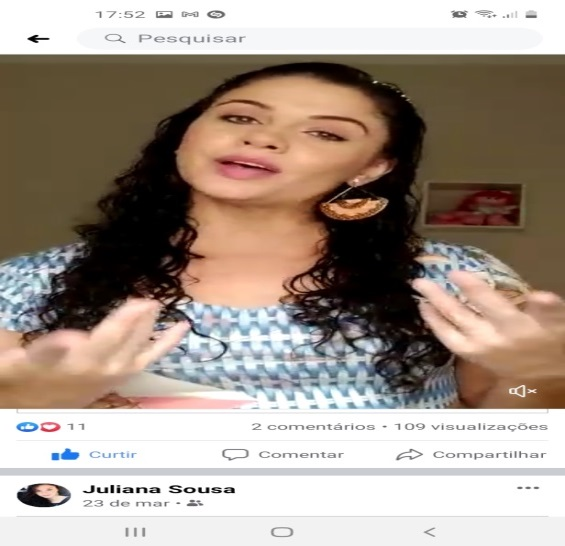 17:52
Pesquisar
11
2 comentários • 109 visualizações
Curtir
Comentar
Compartilhar
Juliana Sousa
23 de mar •